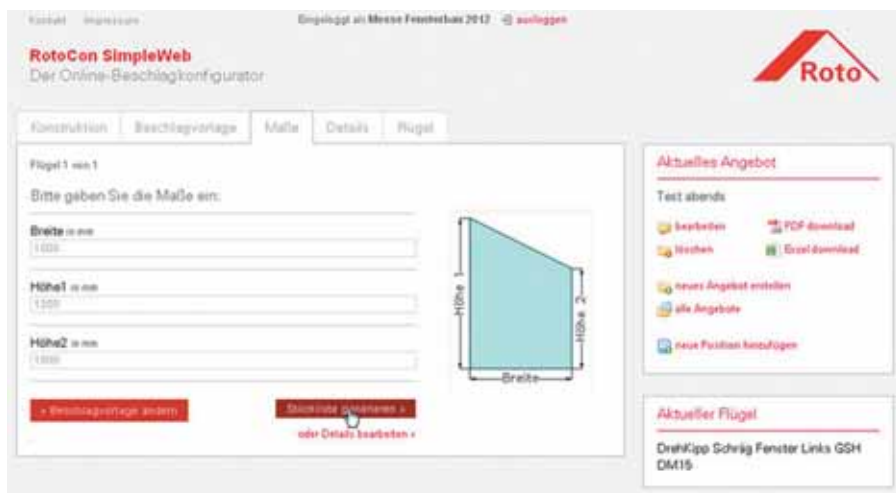 Kontakt Impressum
Eingeloggt als Messe Fensterbau 2012 ausloggen
RotoCon SimpleWeb
Der Online-Beschlagkonfigurator
Roto
Konstruktion Beschlagvorlage Maße Details Flügel
Flügel 1 von 1
Bitte geben Sie die Maße ein:
Breite in mm
1000
Höhe1 in mm
Höhe2 in mm
Höhe 1
Höhe 2
Breite
« Beschlagvorlage ändern
Stückliste generieren »
oder Details bearbeiten »
Aktuelles Angebot
Test abends
bearbeiten PDF download
löschen Excel download
neues Angebot erstellen
alle Angebote
neue Position hinzufügen
Aktueller Flügel
DrehKipp Schräg Fenster Links GSH
DM15